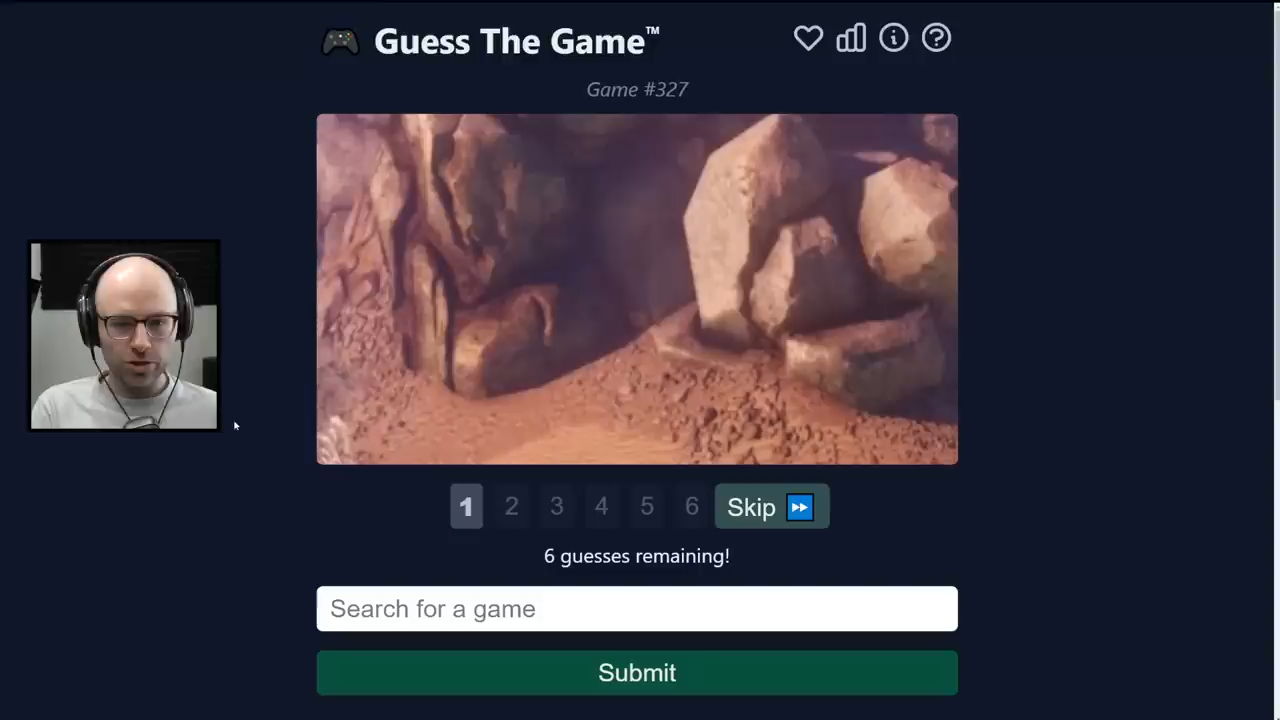 Guess The Game™
Game #327
1 2 3 4 5 6 Skip
6 guesses remaining!
Search for a game
Submit